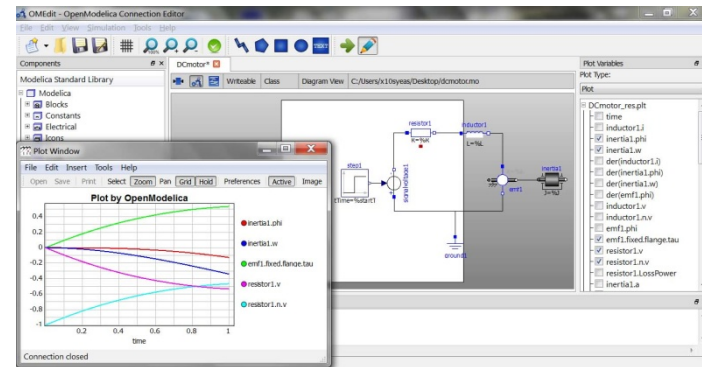 OMEdit - OpenModelica Connection Editor
File Edit View Simulation Tools Help
TEXT
Components
DCmotor*
Plot Variables
Modelica Standard Library
Writeable Class Diagram View C:/Users/x10syeas/Desktop/dcmotor.mo
Plot Type:
Plot
Modelica
Blocks
Constants
Electrical
Icons
DCmotor_res.plt
time
inductor1.i
inertia1.phi
inertia1.w
der(inductor1.i)
der(inertia1.phi)
der(inertia1.w)
der(emf1.phi)
inductor1.v
inductor1.n.v
emf1.phi
emf1.fixed.flange.tau
resistor1.v
resistor1.n.v
resistor1.LossPower
inertia1.a
resistor1
R=%R
inductor1
L=%L
step1
signalvoltage1
emf1
inertia1
J=%J
ground1
Plot Window
File Edit Insert Tools Help
Open Save Print Select Zoom Pan Grid Hold Preferences Active Image
Plot by OpenModelica
0.4
0.2
0
-0.2
-0.4
-0.6
-0.8
-1
0.2 0.4 0.6 0.8 1
time
inertia1.phi
inertia1.w
emf1.fixed.flange.tau
resistor1.v
resistor1.n.v
Connection closed